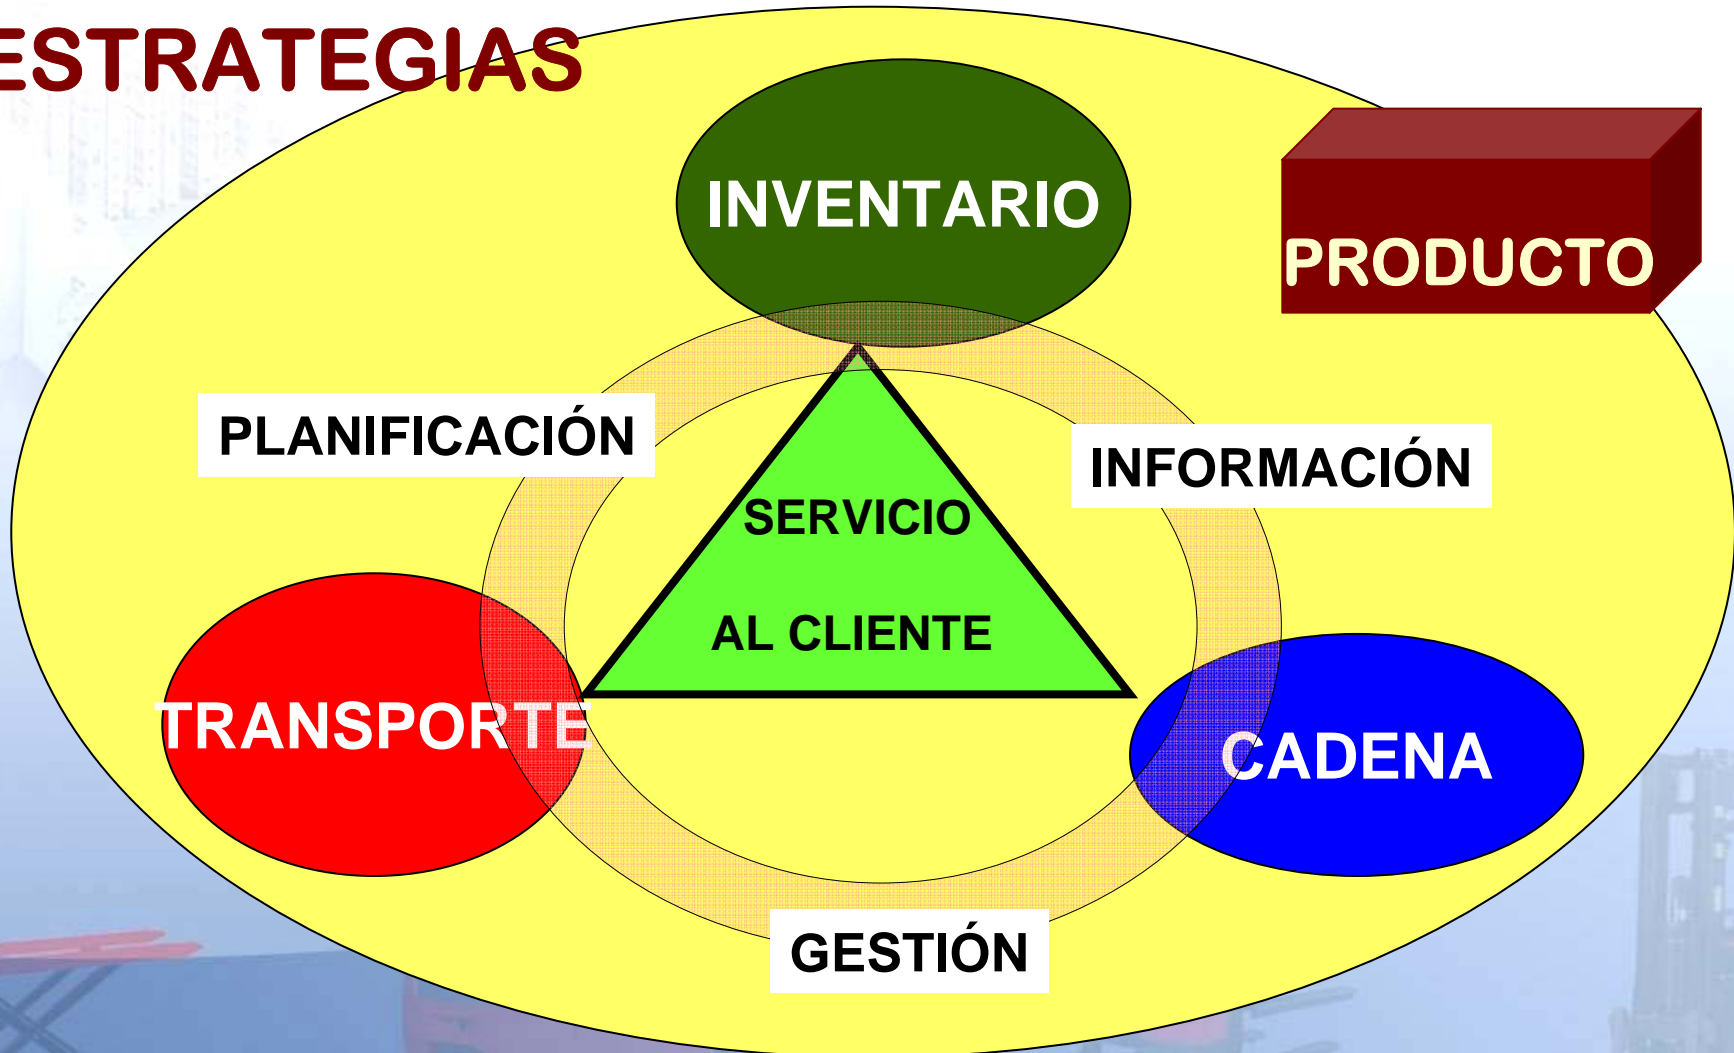 ESTRATEGIAS
INVENTARIO
PRODUCTO
PLANIFICACIÓN
INFORMACIÓN
SERVICIO
AL CLIENTE
TRANSPORTE
CADENA
GESTIÓN